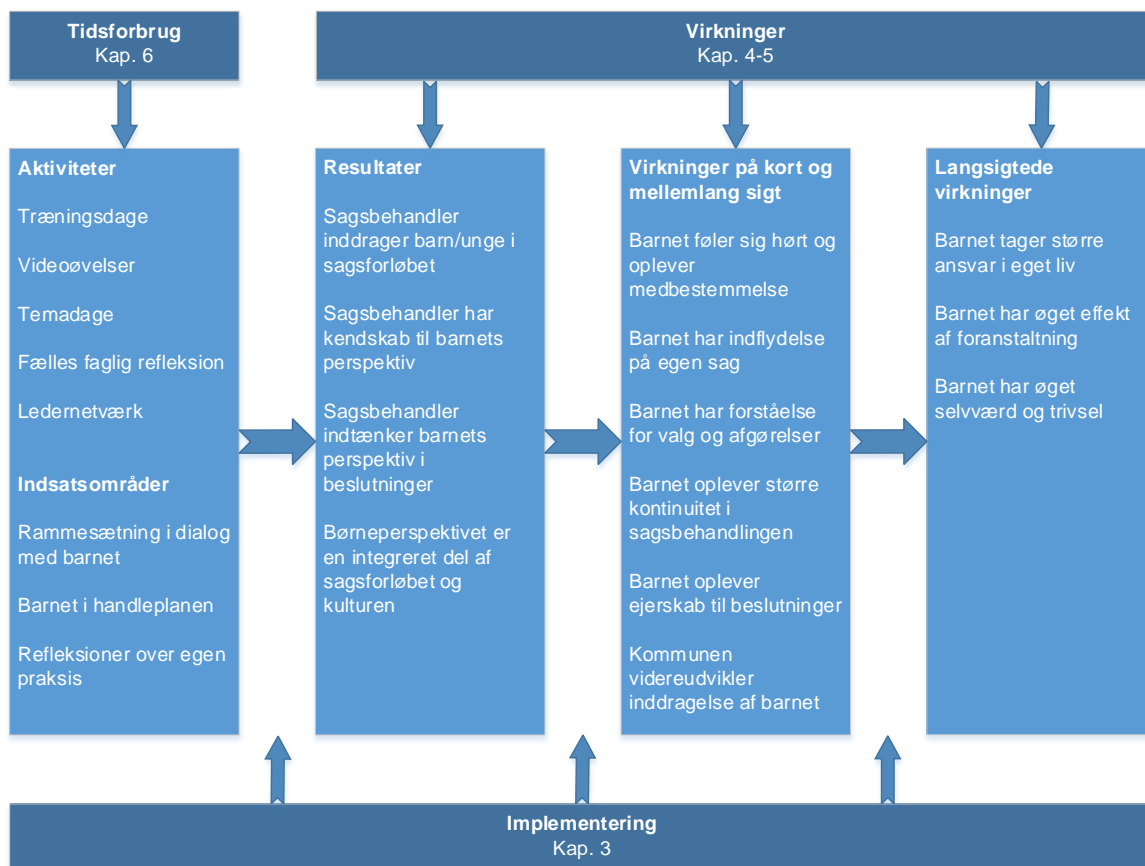 Tidsforbrug
Kap. 6
Virkninger
Kap. 4-5
Aktiviteter
Træningsdage
Videoøvelser
Temadage
Fælles faglig refleksion
Ledernetværk
Indsatsområder
Rammesætning i dialog
med barnet
Barnet i handleplanen
Refleksioner over egen
praksis
Resultater
Sagsbehandler
inddrager barn/unge i
sagsforløbet
Sagsbehandler har
kendskab til barnets
perspektiv
Sagsbehandler
indtænker barnets
perspektiv i
beslutninger
Børneperspektivet er
en integreret del af
sagsforløbet og
kulturen
Virkninger på kort og
mellemlang sigt
Barnet føler sig hørt og
oplever
medbestemmelse
Barnet har indflydelse
på egen sag
Barnet har forståelse
for valg og afgørelser
Barnet oplever større
kontinuitet i
sagsbehandlingen
Barnet oplever
ejerskab til beslutninger
Kommunen
videreudvikler
inddragelse af barnet
Langsigtede
virkninger
Barnet tager større
ansvar i eget liv
Barnet har øget effekt
af foranstaltning
Barnet har øget
selvværd og trivsel
Implementering
Kap. 3